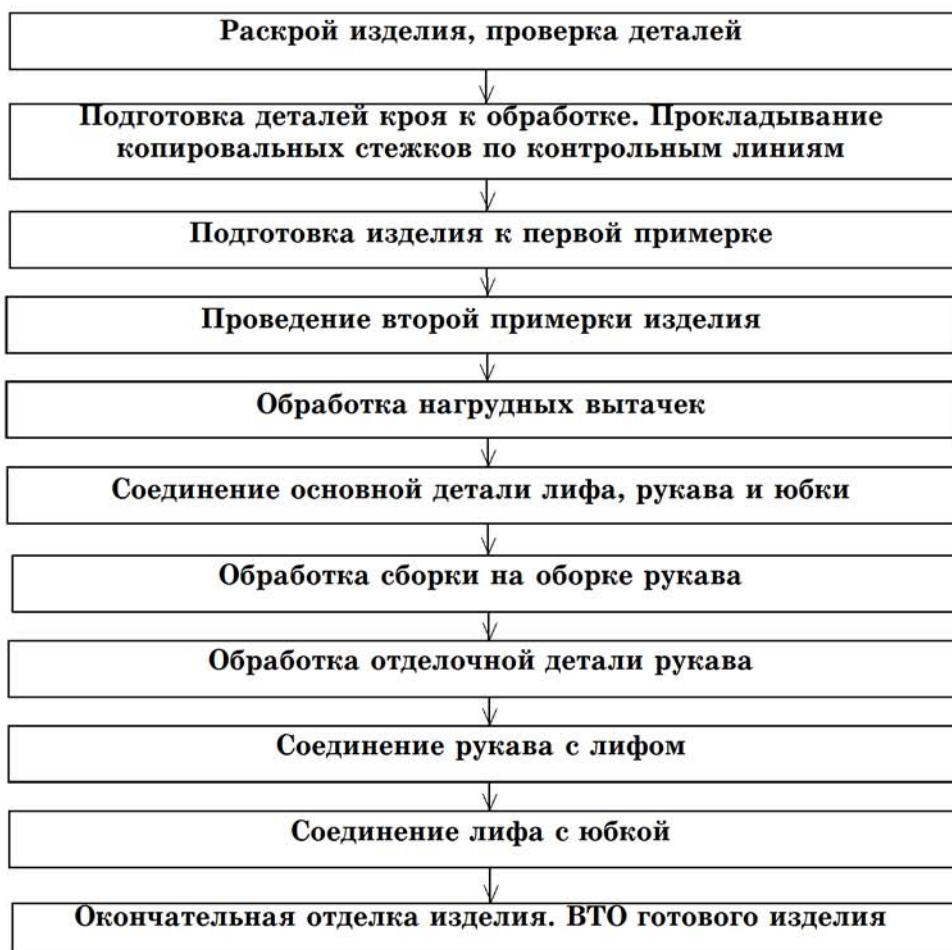 Раскрой изделия, проверка деталей
Подготовка деталей кроя к обработке. Прокладывание
копировальных стежков по контрольным линиям
Подготовка изделия к первой примерке
Проведение второй примерки изделия
Обработка нагрудных вытачек
Соединение основной детали лифа, рукава и юбки
Обработка сборки на оборке рукава
Обработка отделочной детали рукава
Соединение рукава с лифом
Соединение лифа с юбкой
Окончательная отделка изделия. ВТО готового изделия